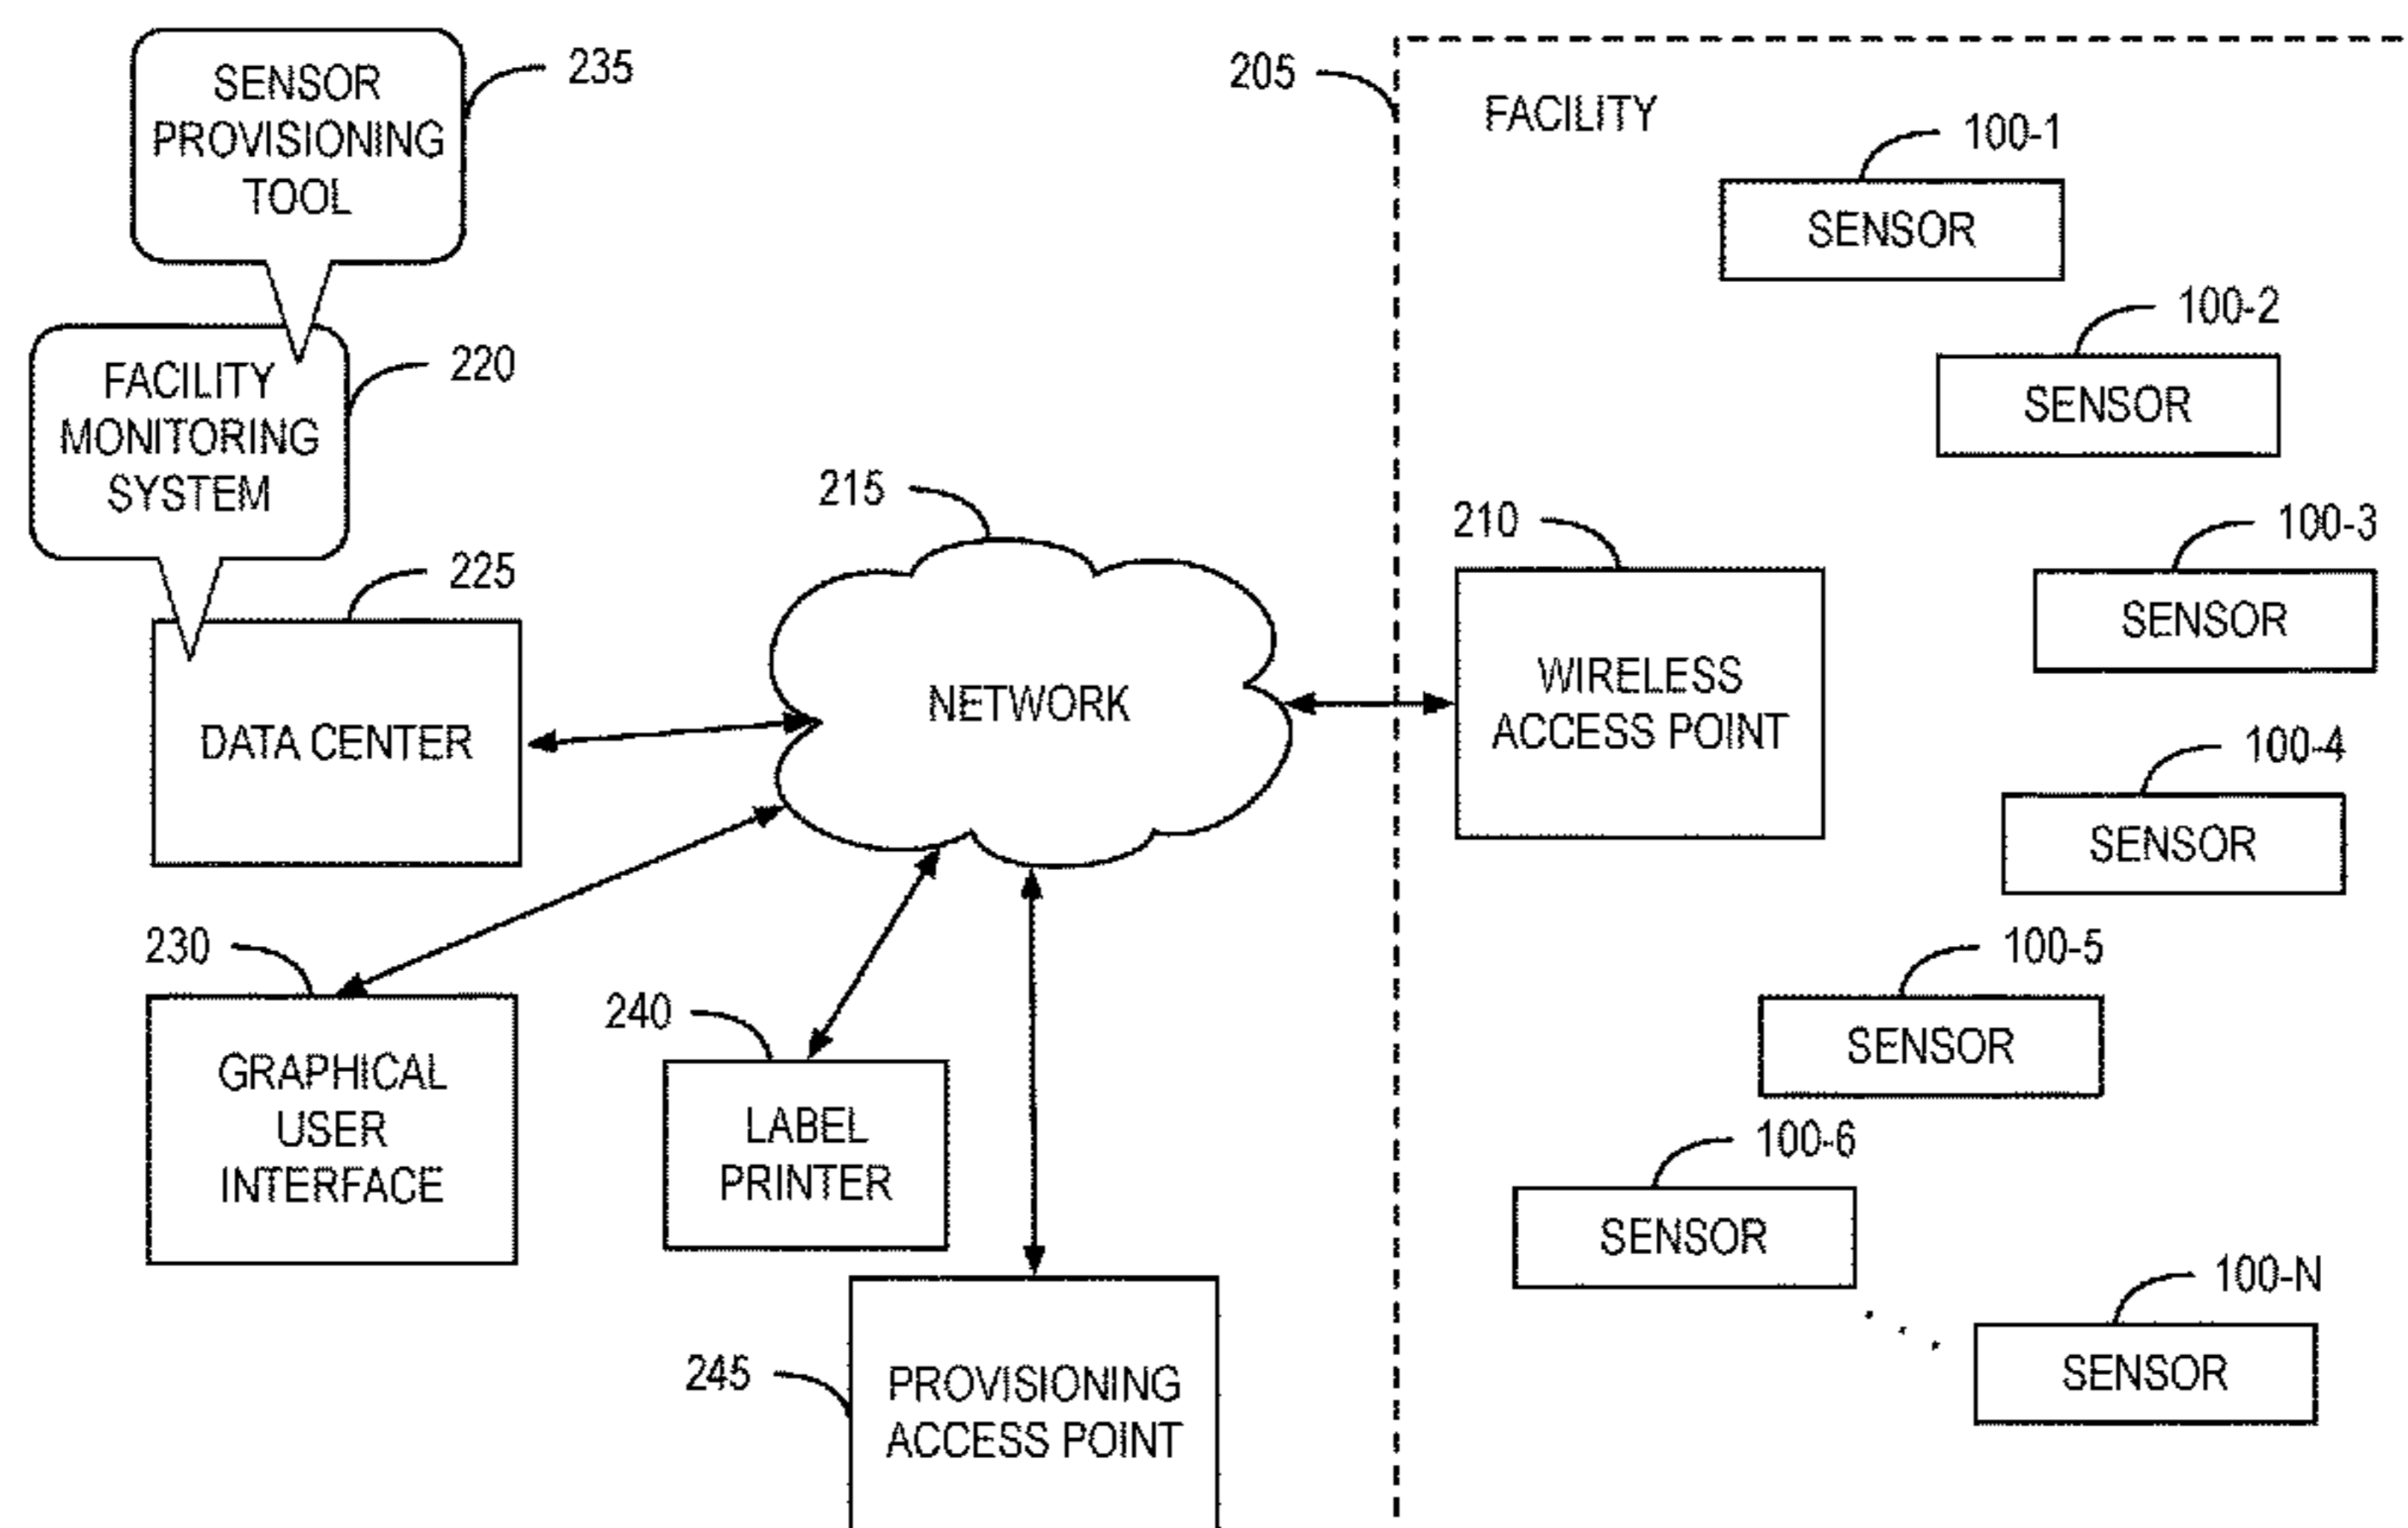 SENSOR
PROVISIONING
TOOL
235
FACILITY
MONITORING
SYSTEM
220
225
DATA CENTER
215
NETWORK
230
GRAPHICAL
USER
INTERFACE
240
LABEL
PRINTER
245
PROVISIONING
ACCESS POINT
205
FACILITY
210
WIRELESS
ACCESS POINT
100-1
SENSOR
100-2
SENSOR
100-3
SENSOR
100-4
SENSOR
100-5
SENSOR
100-6
SENSOR
. . .
100-N
SENSOR